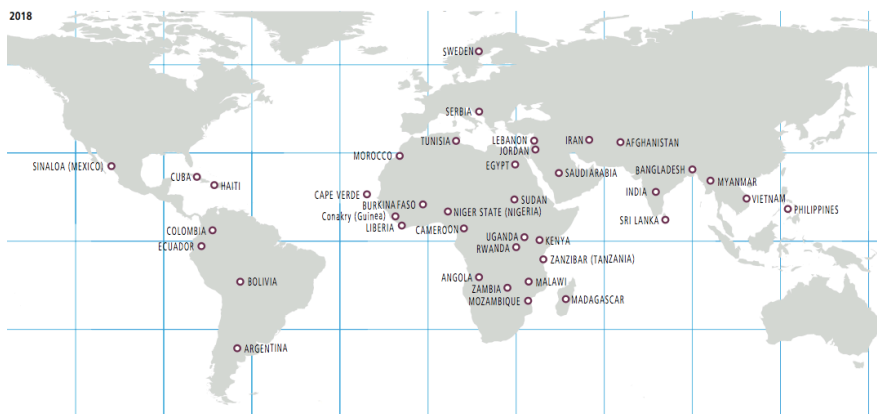 2018
SWEDEN
SERBIA
TUNISIA
LEBANON
IRAN
AFGHANISTAN
JORDAN
MOROCCO
EGYPT
SINALOA (MEXICO)
CUBA
HAITI
SAUDI ARABIA
BANGLADESH
MYANMAR
INDIA
CAPE VERDE
BURKINA FASO
SUDAN
VIETNAM
NIGER STATE (NIGERIA)
PHILIPPINES
Conakry (Guinea)
SRI LANKA
LIBERIA
CAMEROON
COLOMBIA
UGANDA
KENYA
ECUADOR
RWANDA
ZANZIBAR (TANZANIA)
ANGOLA
MALAWI
BOLIVIA
ZAMBIA
MOZAMBIQUE
MADAGASCAR
ARGENTINA